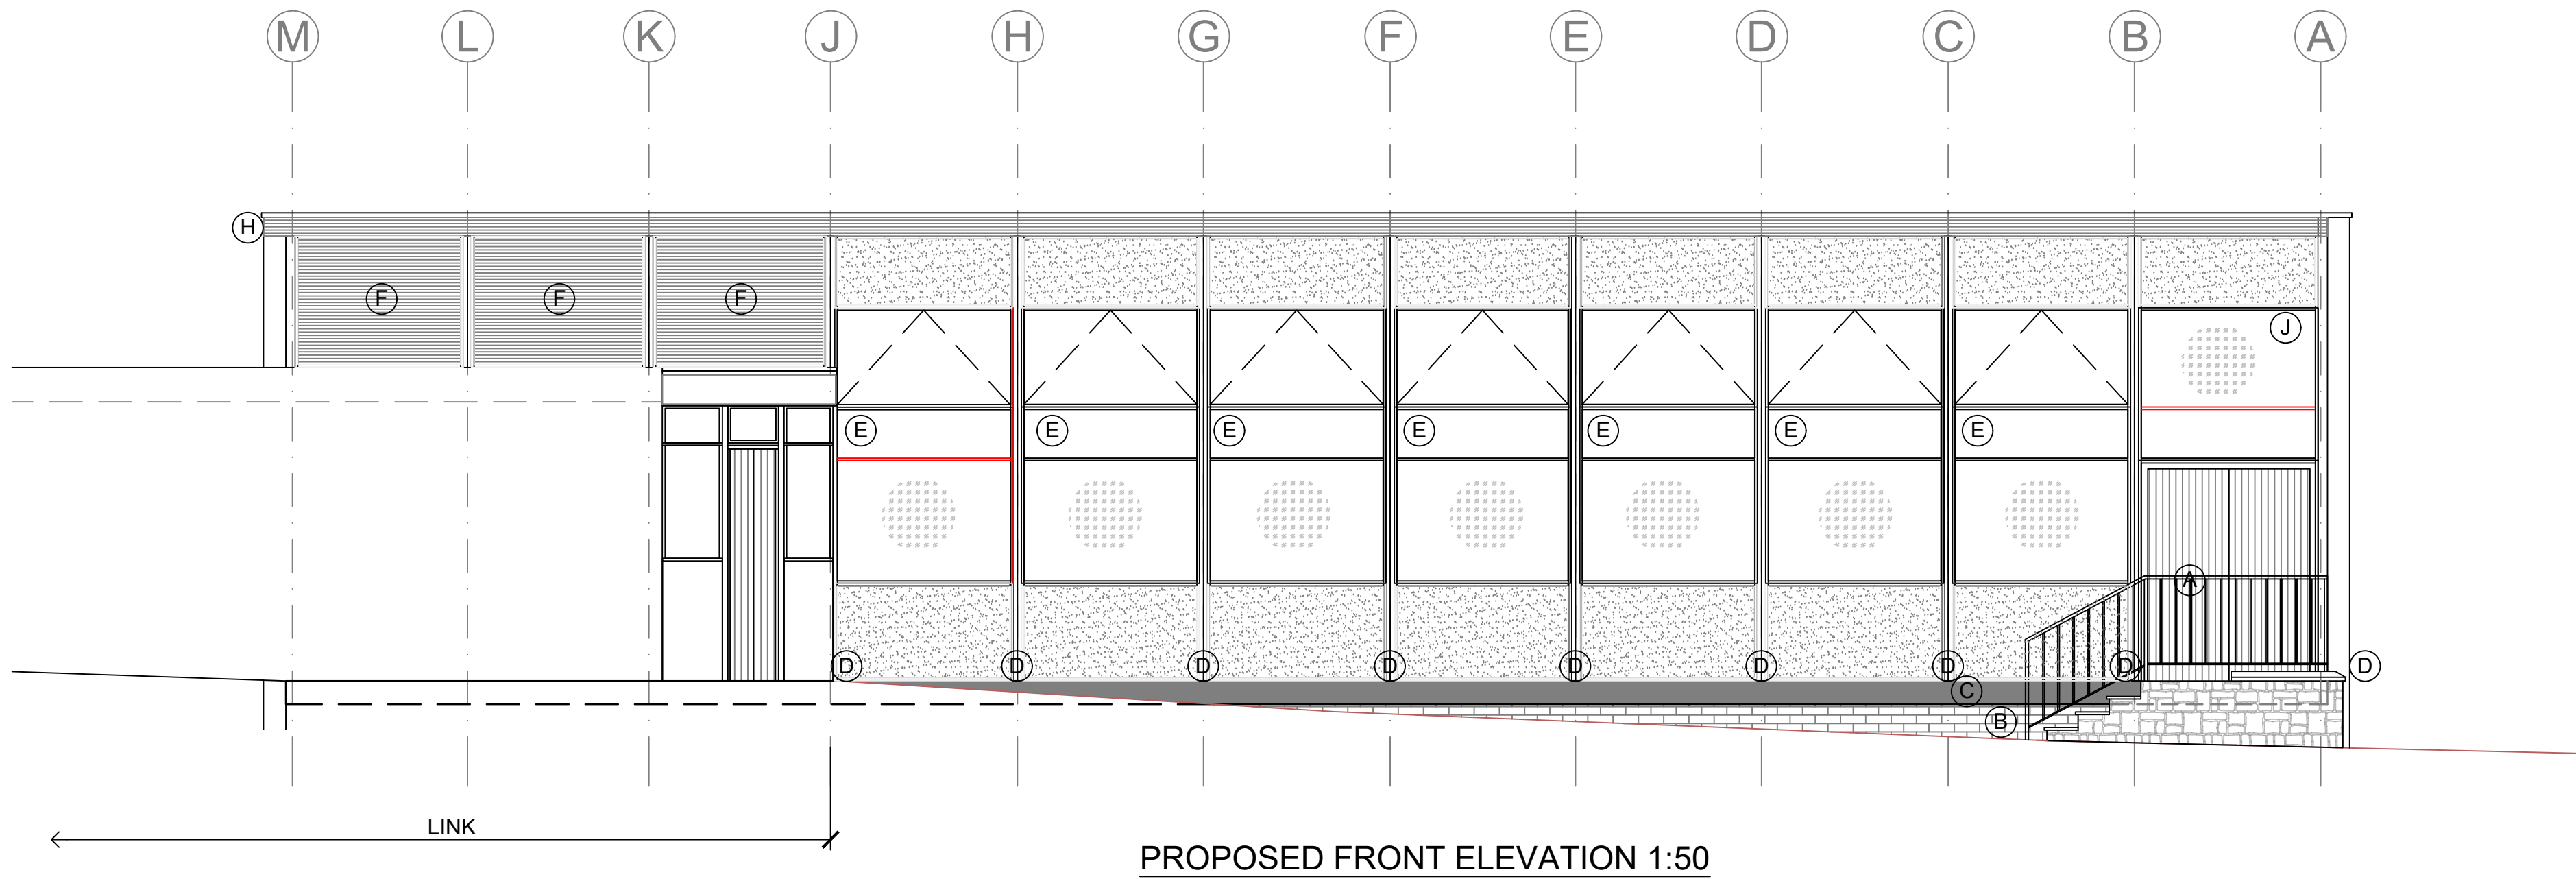 M L K J H G F E D C B A
H
F F F J
E E E E E E E
A
D D D D D D D D D
C
B
LINK
PROPOSED FRONT ELEVATION 1:50